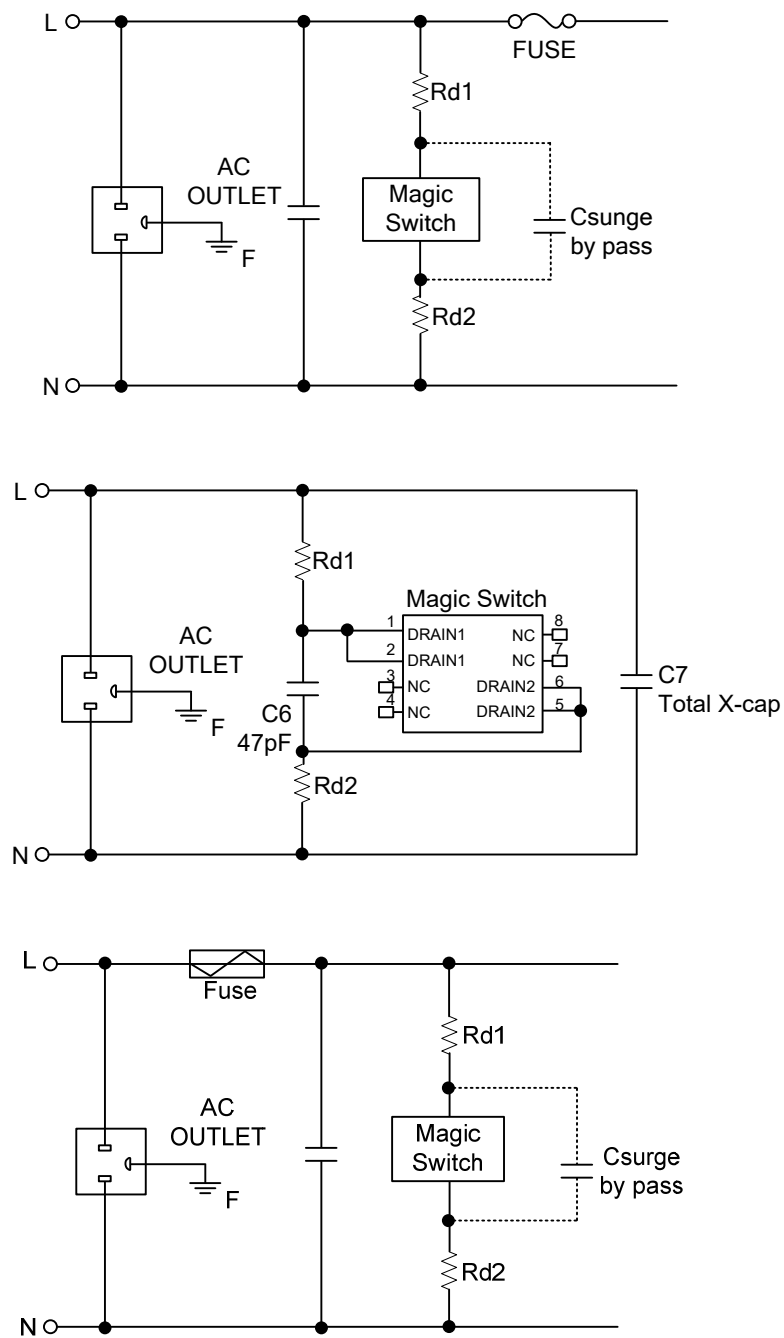 L
FUSE
Rd1
AC
OUTLET
Magic
Switch
Csunge
by pass
F
Rd2
N
L
Rd1
Magic Switch
1
DRAIN1
NC
8
2
DRAIN1
NC
7
3
NC
DRAIN2
6
4
NC
DRAIN2
5
AC
OUTLET
F
C6
47pF
C7
Total X-cap
Rd2
N
L
Fuse
Rd1
AC
OUTLET
Magic
Switch
Csurge
by pass
F
Rd2
N